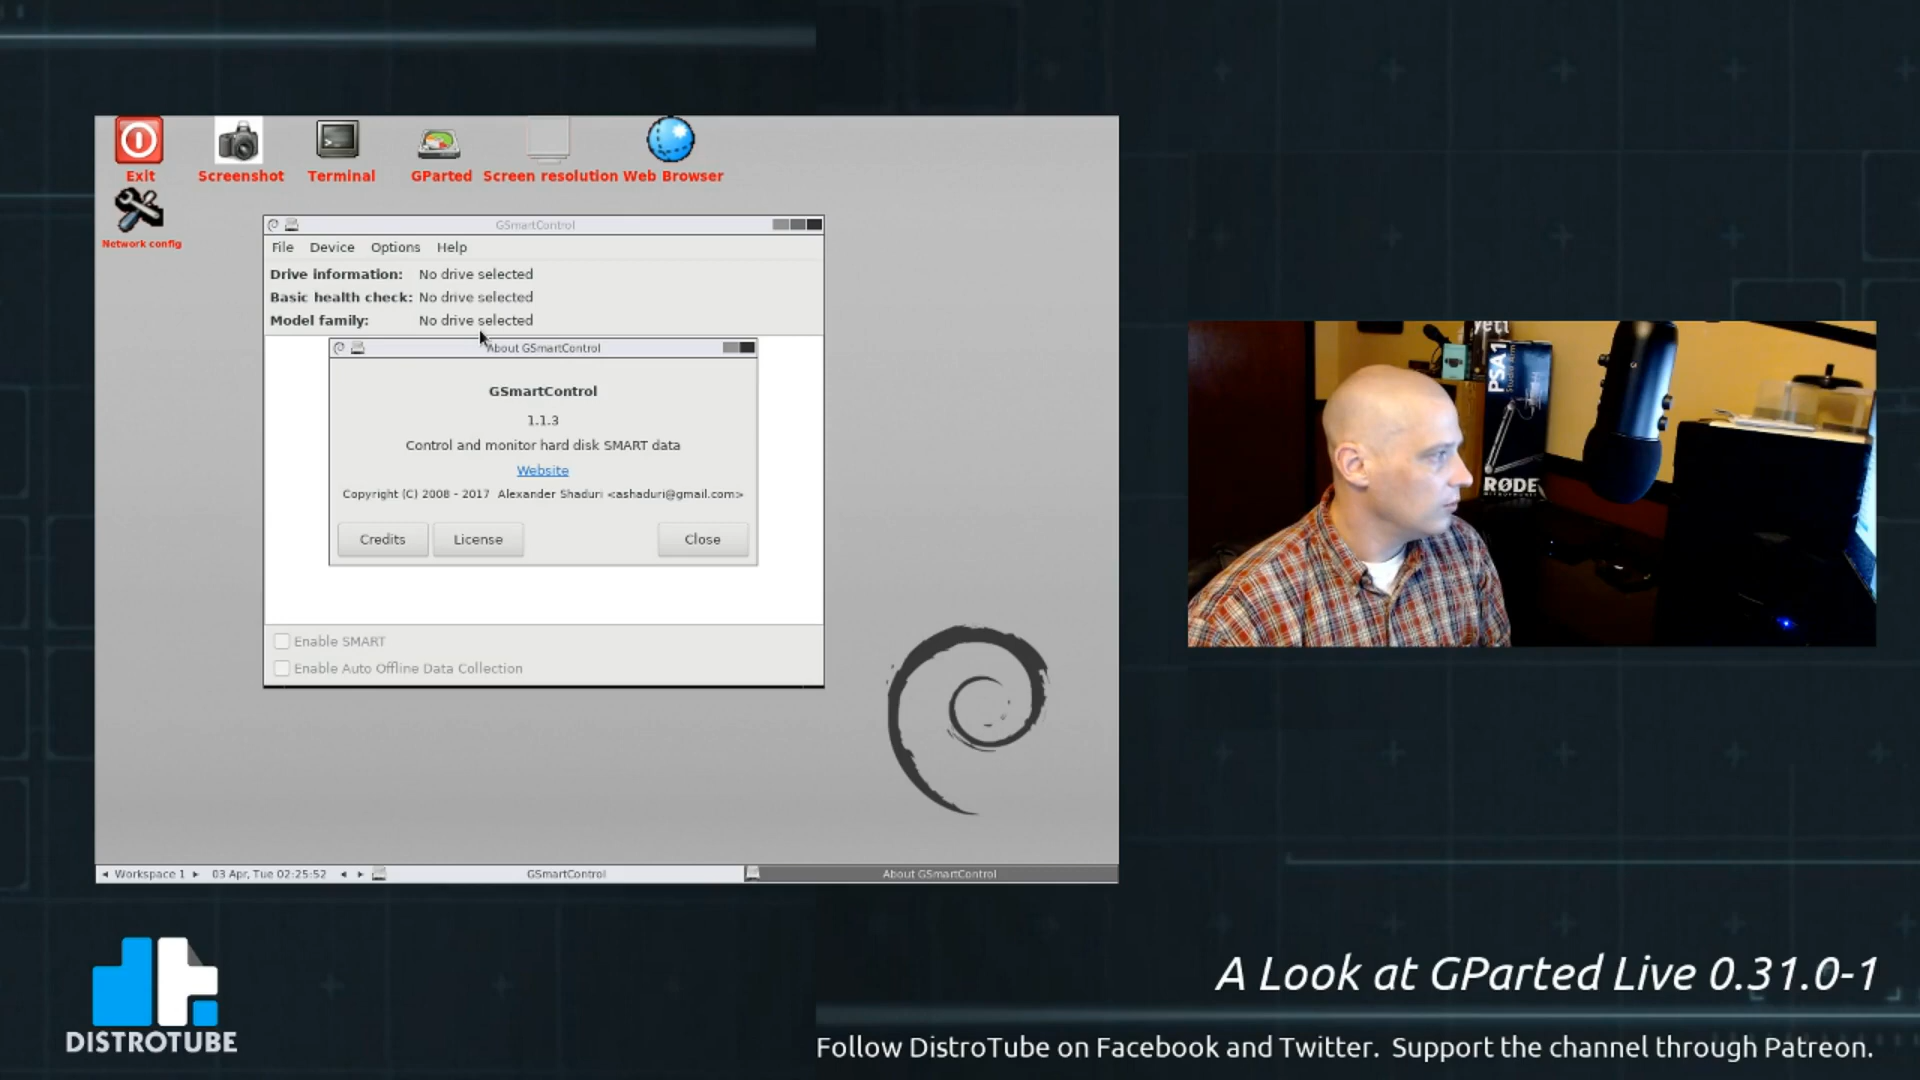 Exit
Screenshot
Terminal
GParted
Screen resolution
Web Browser
Network config
GSmartControl
File Device Options Help
Drive information: No drive selected
Basic health check: No drive selected
Model family: No drive selected
About GSmartControl
GSmartControl
1.1.3
Control and monitor hard disk SMART data
Website
Copyright (C) 2008 - 2017 Alexander Shaduri <ashaduri@gmail.com>
Credits License Close
Enable SMART
Enable Auto Offline Data Collection
Workspace 1 03 Apr, Tue 02:25:52 GSmartControl About GSmartControl
yeti
PSA1
RØDE
DISTROTUBE
A Look at GParted Live 0.31.0-1
Follow DistroTube on Facebook and Twitter. Support the channel through Patreon.